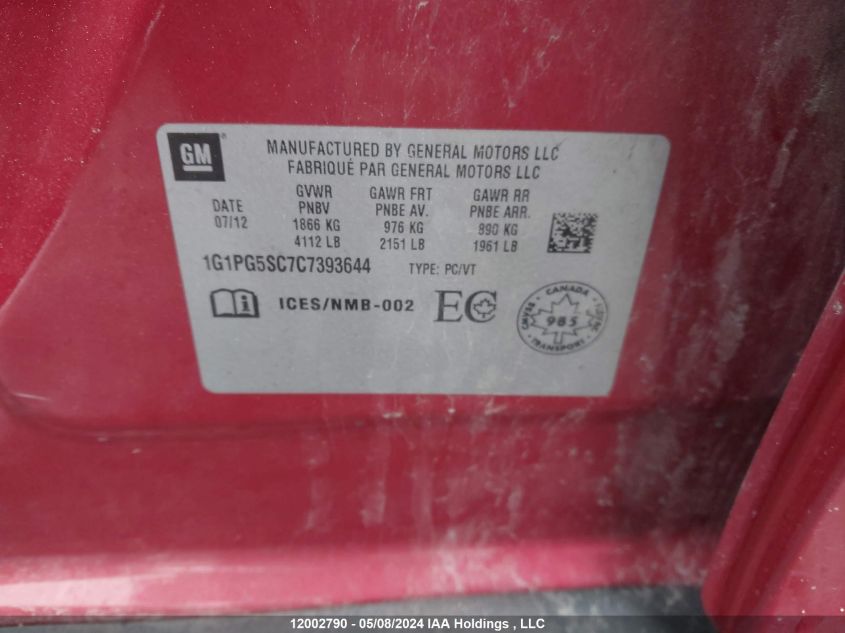 GM
MANUFACTURED BY GENERAL MOTORS LLC
FABRIQUÉ PAR GENERAL MOTORS LLC
DATE
07/12
GVWR
PNBV
1866 KG
4112 LB
GAWR FRT
PNBE AV.
976 KG
2151 LB
GAWR RR
PNBE ARR.
890 KG
1961 LB
1G1PG5SC7C7393644 TYPE: PC/VT
i ICES/NMB-002 EC
CANADA
985
TRANSPORT
12002790 - 05/08/2024 IAA Holdings , LLC